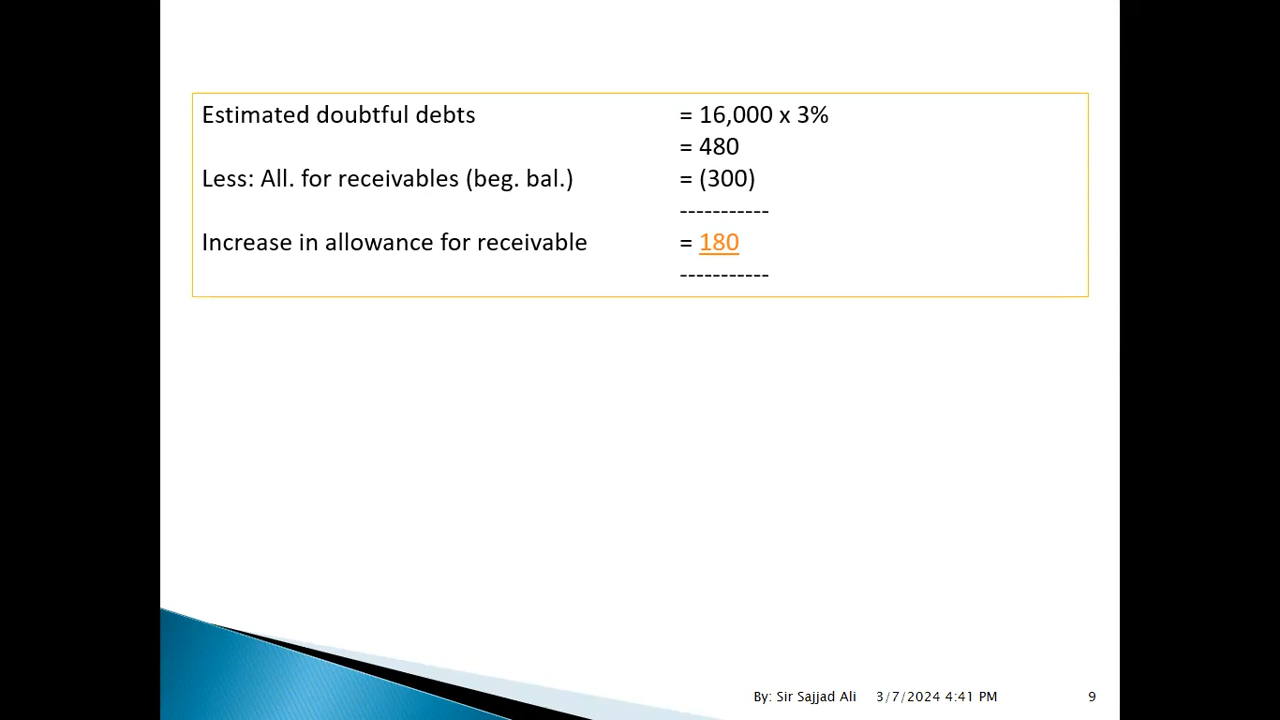 Estimated doubtful debts = 16,000 x 3%
= 480
Less: All. for receivables (beg. bal.) = (300)
-----------
Increase in allowance for receivable = 180
-----------
By: Sir Sajjad Ali 3/7/2024 4:41 PM 9